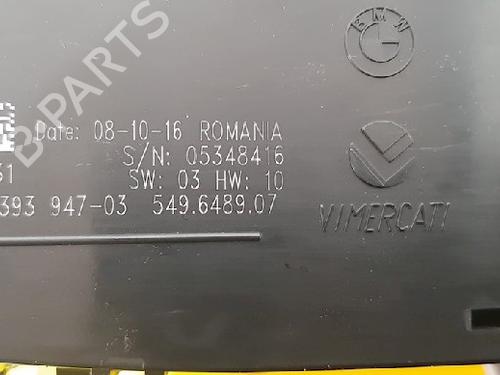 BMW
Date: 08-10-16 ROMANIA
S/N: 05348416
SW: 03 HW: 10
393 947-03 549.6489.07
VIMERCATI
B-PARTS